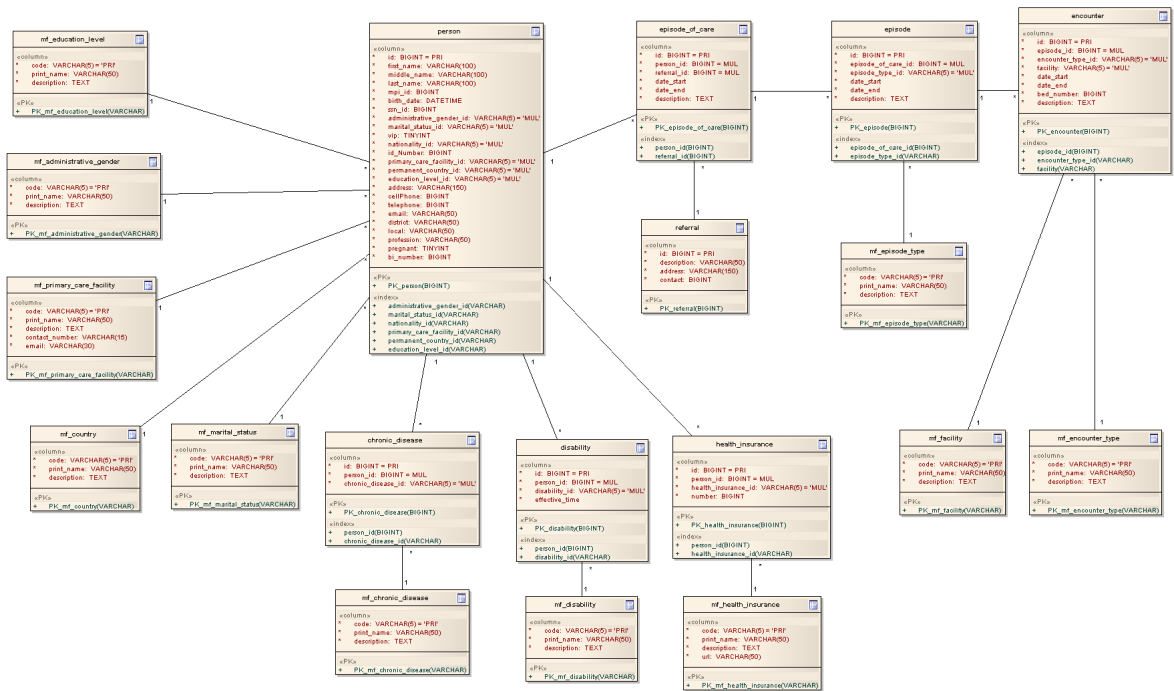 mf_education_level
«column»
* code: VARCHAR(5) = 'PRI'
* print_name: VARCHAR(50)
* description: TEXT
«PK»
+ PK_mf_education_level(VARCHAR)
1
*
mf_administrative_gender
«column»
* code: VARCHAR(5) = 'PRI'
* print_name: VARCHAR(50)
* description: TEXT
«PK»
+ PK_mf_administrative_gender(VARCHAR)
1
*
mf_primary_care_facility
«column»
* code: VARCHAR(5) = 'PRI'
* print_name: VARCHAR(50)
* description: TEXT
* contact_number: VARCHAR(15)
* email: VARCHAR(30)
«PK»
+ PK_mf_primary_care_facility(VARCHAR)
1
*
person
«column»
* id: BIGINT = PRI
* first_name: VARCHAR(100)
* middle_name: VARCHAR(100)
* last_name: VARCHAR(100)
* mpi_id: BIGINT
* birth_date: DATETIME
* ssn_id: BIGINT
* administrative_gender_id: VARCHAR(5) = 'MUL'
* marital_status_id: VARCHAR(5) = 'MUL'
* vip: TINYINT
* nationality_id: VARCHAR(5) = 'MUL'
* id_Number: BIGINT
* primary_care_facility_id: VARCHAR(5) = 'MUL'
* permanent_country_id: VARCHAR(5) = 'MUL'
* education_level_id: VARCHAR(5) = 'MUL'
* address: VARCHAR(150)
* cellPhone: BIGINT
* telephone: BIGINT
* email: VARCHAR(50)
* district: VARCHAR(50)
* local: VARCHAR(50)
* profession: VARCHAR(50)
* pregnant: TINYINT
* bi_number: BIGINT
«PK»
+ PK_person(BIGINT)
«index»
+ administrative_gender_id(VARCHAR)
+ marital_status_id(VARCHAR)
+ nationality_id(VARCHAR)
+ primary_care_facility_id(VARCHAR)
+ permanent_country_id(VARCHAR)
+ education_level_id(VARCHAR)
1
*
episode_of_care
«column»
* id: BIGINT = PRI
* person_id: BIGINT = MUL
* referral_id: BIGINT = MUL
* date_start
* date_end
* description: TEXT
«PK»
+ PK_episode_of_care(BIGINT)
«index»
+ person_id(BIGINT)
+ referral_id(BIGINT)
1
*
episode
«column»
* id: BIGINT = PRI
* episode_of_care_id: BIGINT = MUL
* episode_type_id: VARCHAR(5) = 'MUL'
* date_start
* date_end
* description: TEXT
«PK»
+ PK_episode(BIGINT)
«index»
+ episode_of_care_id(BIGINT)
+ episode_type_id(VARCHAR)
1
*
encounter
«column»
* id: BIGINT = PRI
* episode_id: BIGINT = MUL
* encounter_type_id: VARCHAR(5) = 'MUL'
* facility: VARCHAR(5) = 'MUL'
* date_start
* date_end
* bed_number: BIGINT
* description: TEXT
«PK»
+ PK_encounter(BIGINT)
«index»
+ episode_id(BIGINT)
+ encounter_type_id(VARCHAR)
+ facility(VARCHAR)
* *
*
1
referral
«column»
* id: BIGINT = PRI
* description: VARCHAR(50)
* address: VARCHAR(150)
* contact: BIGINT
«PK»
+ PK_referral(BIGINT)
*
1
mf_episode_type
«column»
* code: VARCHAR(5) = 'PRI'
* print_name: VARCHAR(50)
* description: TEXT
«PK»
+ PK_mf_episode_type(VARCHAR)
1
mf_country
«column»
* code: VARCHAR(5) = 'PRI'
* print_name: VARCHAR(50)
* description: TEXT
«PK»
+ PK_mf_country(VARCHAR)
1
mf_marital_status
«column»
* code: VARCHAR(5) = 'PRI'
* print_name: VARCHAR(50)
* description: TEXT
«PK»
+ PK_mf_marital_status(VARCHAR)
1
*
chronic_disease
«column»
* id: BIGINT = PRI
* person_id: BIGINT = MUL
* chronic_disease_id: VARCHAR(5) = 'MUL'
«PK»
+ PK_chronic_disease(BIGINT)
«index»
+ person_id(BIGINT)
+ chronic_disease_id(VARCHAR)
*
1
1
*
disability
«column»
* id: BIGINT = PRI
* person_id: BIGINT = MUL
* disability_id: VARCHAR(5) = 'MUL'
* effective_time
«PK»
+ PK_disability(BIGINT)
«index»
+ person_id(BIGINT)
+ disability_id(VARCHAR)
*
1
1
*
health_insurance
«column»
* id: BIGINT = PRI
* person_id: BIGINT = MUL
* health_insurance_id: VARCHAR(5) = 'MUL'
* number: BIGINT
«PK»
+ PK_health_insurance(BIGINT)
«index»
+ person_id(BIGINT)
+ health_insurance_id(VARCHAR)
*
1
1
mf_facility
«column»
* code: VARCHAR(5) = 'PRI'
* print_name: VARCHAR(50)
* description: TEXT
«PK»
+ PK_mf_facility(VARCHAR)
1
mf_encounter_type
«column»
* code: VARCHAR(5) = 'PRI'
* print_name: VARCHAR(50)
* description: TEXT
«PK»
+ PK_mf_encounter_type(VARCHAR)
mf_chronic_disease
«column»
* code: VARCHAR(5) = 'PRI'
* print_name: VARCHAR(50)
* description: TEXT
«PK»
+ PK_mf_chronic_disease(VARCHAR)
mf_disability
«column»
* code: VARCHAR(5) = 'PRI'
* print_name: VARCHAR(50)
* description: TEXT
«PK»
+ PK_mf_disability(VARCHAR)
mf_health_insurance
«column»
* code: VARCHAR(5) = 'PRI'
* print_name: VARCHAR(50)
* description: TEXT
* url: VARCHAR(50)
«PK»
+ PK_mf_health_insurance(VARCHAR)